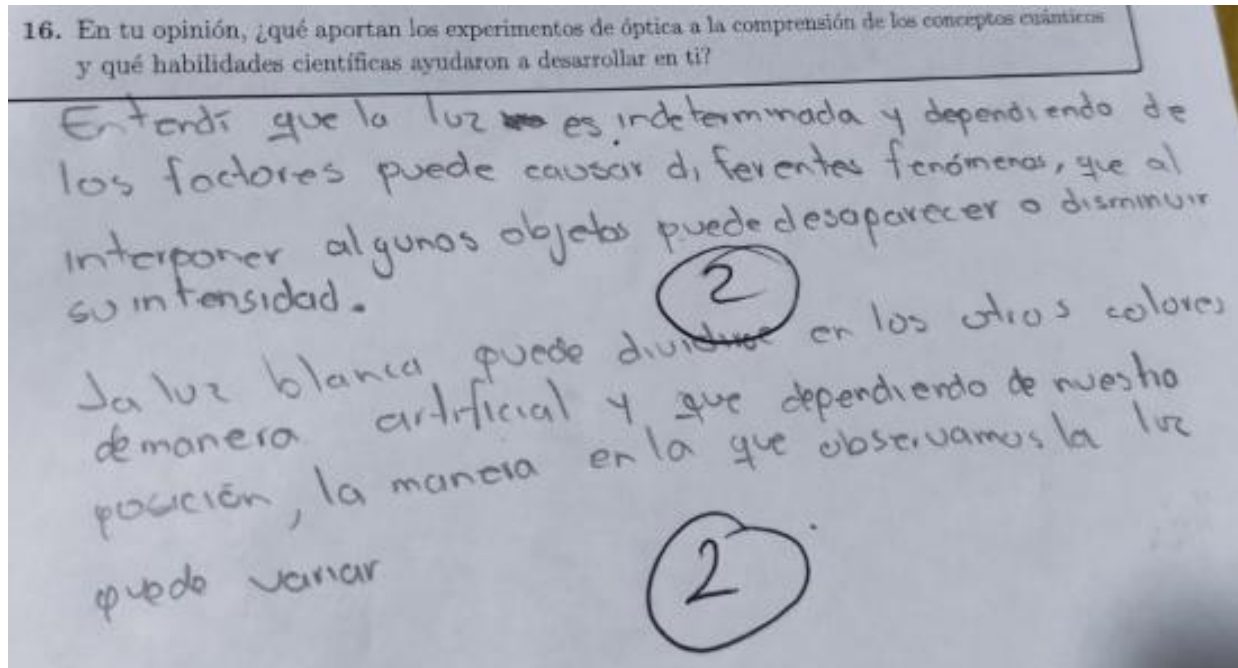 16. En tu opinión, ¿qué aportan los experimentos de óptica a la comprensión de los conceptos cuánticos
y qué habilidades científicas ayudaron a desarrollar en ti?
Entendí que la luz es indeterminada y dependiendo de
los factores puede causar diferentes fenómenos, que al
interponer algunos objetos puede desaparecer o disminuir
su intensidad.
2
La luz blanca puede dividirse en los otros colores
de manera artificial y que dependiendo de nuestro
posición, la manera en la que observamos la luz
puede variar
2